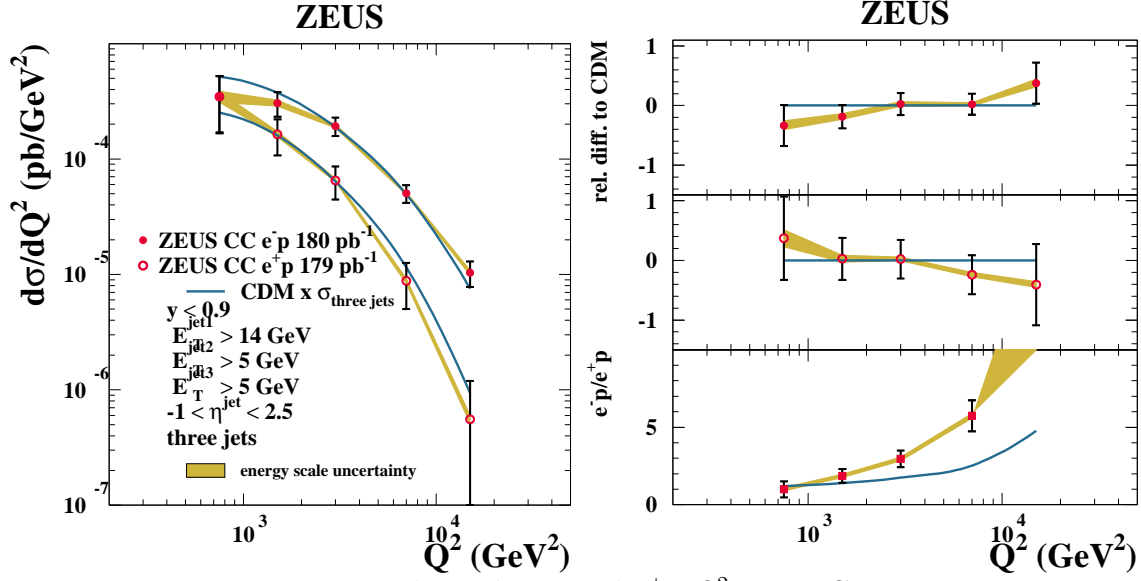 ZEUS
dσ/dQ² (pb/GeV²)
10⁻⁴
10⁻⁵
10⁻⁶
10⁻⁷
ZEUS CC e⁻p 180 pb⁻¹
ZEUS CC e⁺p 179 pb⁻¹
CDM x σ three jets
y < 0.9
E_T^jet1 > 14 GeV
E_T^jet2 > 5 GeV
E_T^jet3 > 5 GeV
-1 < η^jet < 2.5
three jets
energy scale uncertainty
10³
10⁴
Q² (GeV²)
ZEUS
rel. diff. to CDM
1
0
-1
1
0
-1
e⁻p/e⁺p
5
0
10³
10⁴
Q² (GeV²)